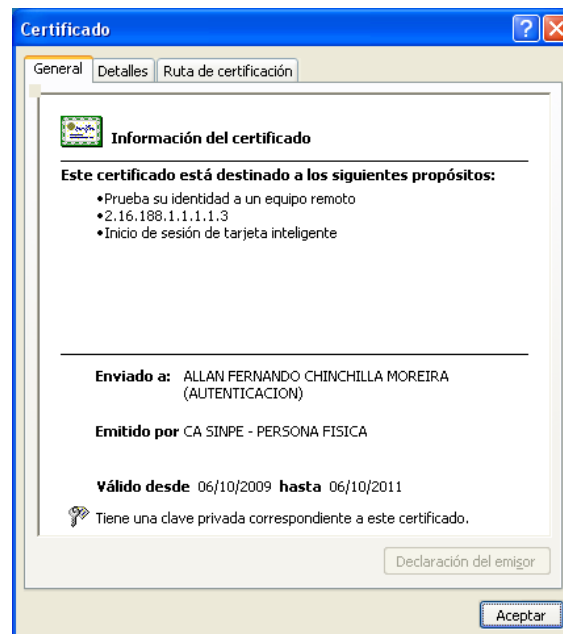 Certificado
General Detalles Ruta de certificación
Información del certificado
Este certificado está destinado a los siguientes propósitos:
•Prueba su identidad a un equipo remoto
•2.16.188.1.1.1.1.3
•Inicio de sesión de tarjeta inteligente
Enviado a: ALLAN FERNANDO CHINCHILLA MOREIRA
(AUTENTICACION)
Emitido por CA SINPE - PERSONA FISICA
Válido desde 06/10/2009 hasta 06/10/2011
Tiene una clave privada correspondiente a este certificado.
Declaración del emisor
Aceptar